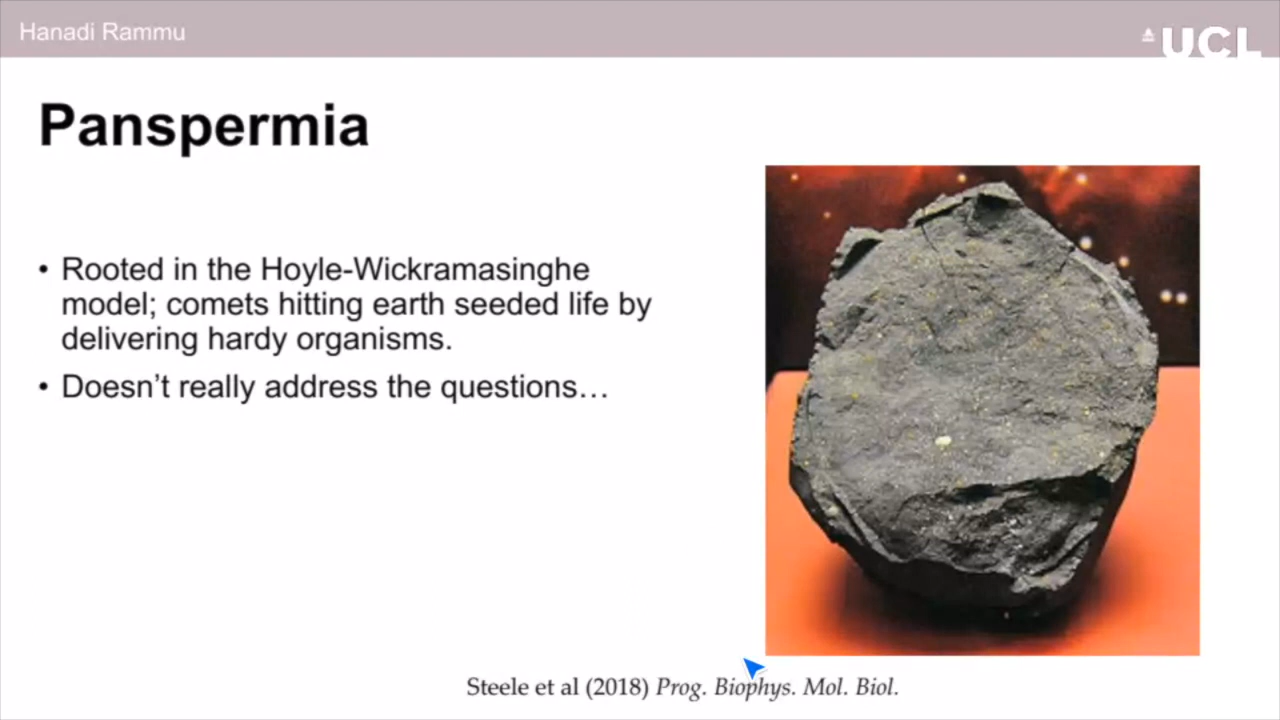 Hanadi Rammu
UCL
Panspermia
• Rooted in the Hoyle-Wickramasinghe
model; comets hitting earth seeded life by
delivering hardy organisms.
• Doesn’t really address the questions…
Steele et al (2018) Prog. Biophys. Mol. Biol.